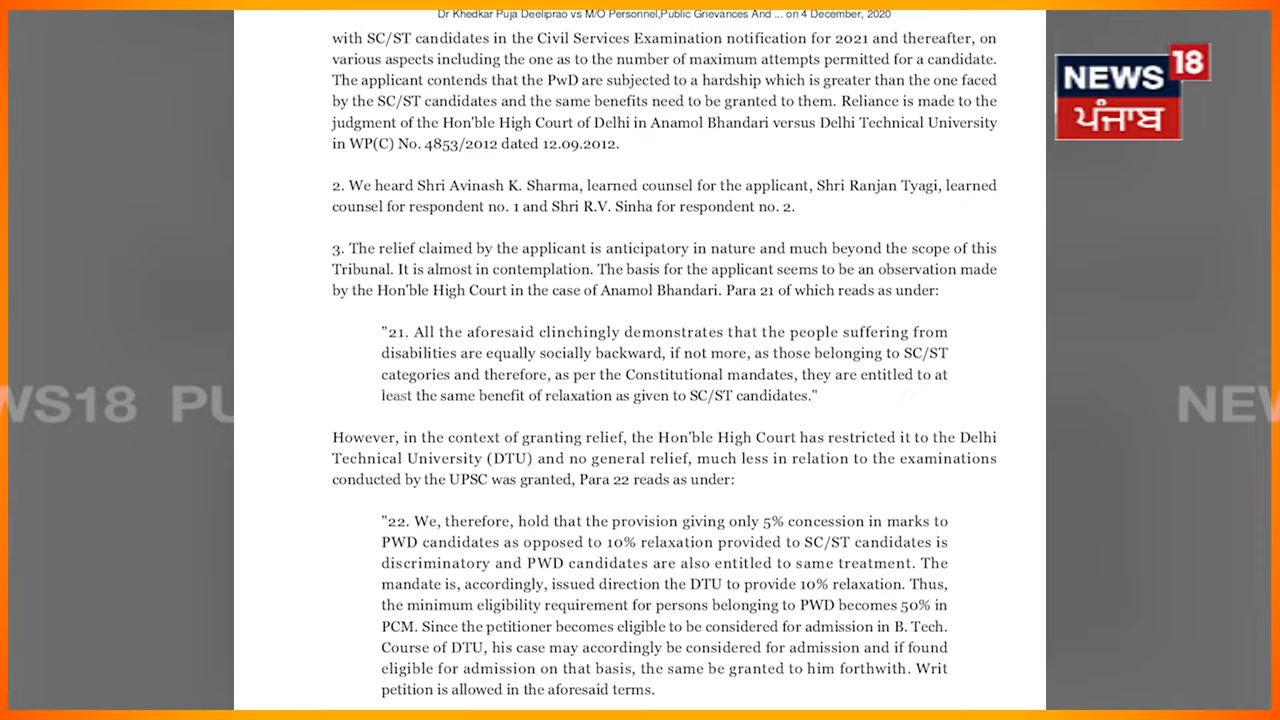 Dr Khedkar Puja Deeliprao vs M/O Personnel,Public Grievances And ... on 4 December, 2020
with SC/ST candidates in the Civil Services Examination notification for 2021 and thereafter, on
various aspects including the one as to the number of maximum attempts permitted for a candidate.
The applicant contends that the PwD are subjected to a hardship which is greater than the one faced
by the SC/ST candidates and the same benefits need to be granted to them. Reliance is made to the
judgment of the Hon'ble High Court of Delhi in Anamol Bhandari versus Delhi Technical University
in WP(C) No. 4853/2012 dated 12.09.2012.
2. We heard Shri Avinash K. Sharma, learned counsel for the applicant, Shri Ranjan Tyagi, learned
counsel for respondent no. 1 and Shri R.V. Sinha for respondent no. 2.
3. The relief claimed by the applicant is anticipatory in nature and much beyond the scope of this
Tribunal. It is almost in contemplation. The basis for the applicant seems to be an observation made
by the Hon'ble High Court in the case of Anamol Bhandari. Para 21 of which reads as under:
"21. All the aforesaid clinchingly demonstrates that the people suffering from
disabilities are equally socially backward, if not more, as those belonging to SC/ST
categories and therefore, as per the Constitutional mandates, they are entitled to at
least the same benefit of relaxation as given to SC/ST candidates."
However, in the context of granting relief, the Hon'ble High Court has restricted it to the Delhi
Technical University (DTU) and no general relief, much less in relation to the examinations
conducted by the UPSC was granted, Para 22 reads as under:
"22. We, therefore, hold that the provision giving only 5% concession in marks to
PWD candidates as opposed to 10% relaxation provided to SC/ST candidates is
discriminatory and PWD candidates are also entitled to same treatment. The
mandate is, accordingly, issued direction the DTU to provide 10% relaxation. Thus,
the minimum eligibility requirement for persons belonging to PWD becomes 50% in
PCM. Since the petitioner becomes eligible to be considered for admission in B. Tech.
Course of DTU, his case may accordingly be considered for admission and if found
eligible for admission on that basis, the same be granted to him forthwith. Writ
petition is allowed in the aforesaid terms.
NEWS 18
ਪੰਜਾਬ
WS18 PU
NEW